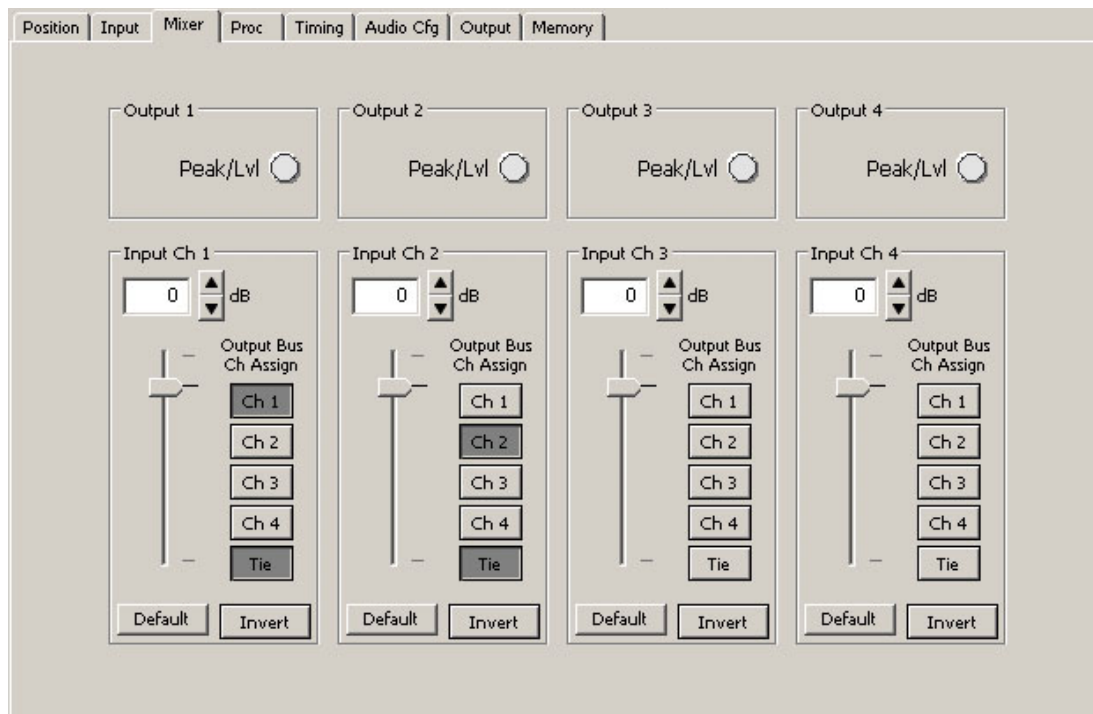 Position Input Mixer Proc Timing Audio Cfg Output Memory
Output 1 Output 2 Output 3 Output 4
Peak/Lvl Peak/Lvl Peak/Lvl Peak/Lvl
Input Ch 1 Input Ch 2 Input Ch 3 Input Ch 4
0 dB 0 dB 0 dB 0 dB
Output Bus Output Bus Output Bus Output Bus
Ch Assign Ch Assign Ch Assign Ch Assign
Ch 1 Ch 1 Ch 1 Ch 1
Ch 2 Ch 2 Ch 2 Ch 2
Ch 3 Ch 3 Ch 3 Ch 3
Ch 4 Ch 4 Ch 4 Ch 4
Tie Tie Tie Tie
Default Invert Default Invert Default Invert Default Invert